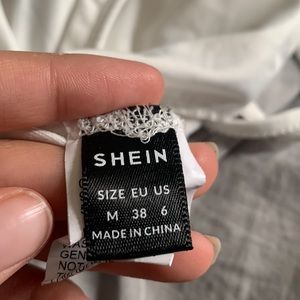 SHEIN
SIZE EU US
M 38 6
MADE IN CHINA